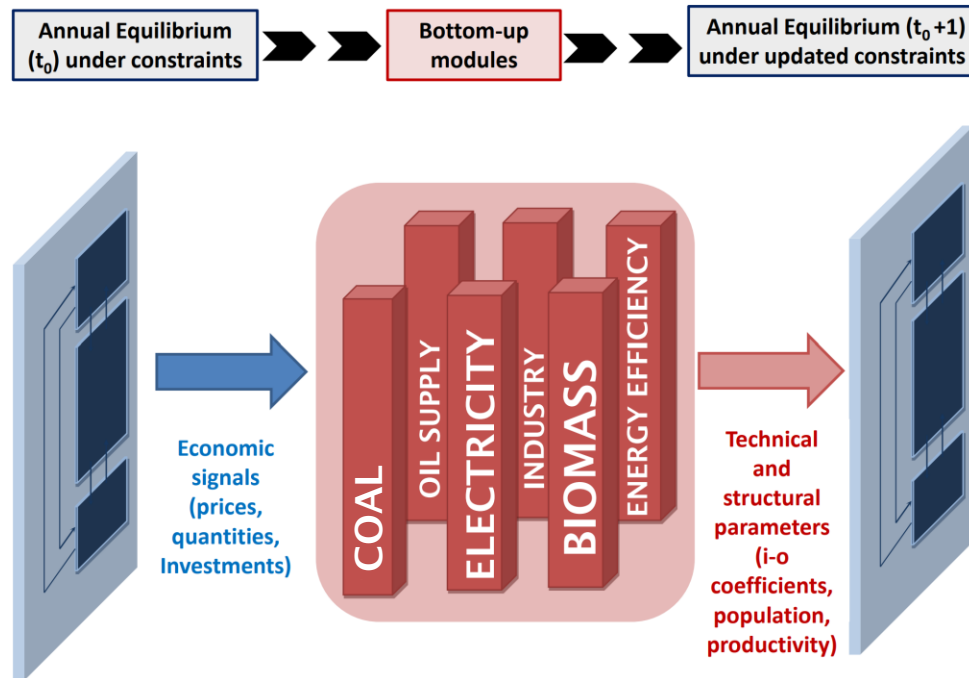 Annual Equilibrium
(t0) under constraints
Bottom-up
modules
Annual Equilibrium (t0+1)
under updated constraints
Economic
signals
(prices,
quantities,
Investments)
COAL
OIL SUPPLY
ELECTRICITY
INDUSTRY
BIOMASS
ENERGY EFFICIENCY
Technical
and
structural
parameters
(i-o
coefficients,
population,
productivity)